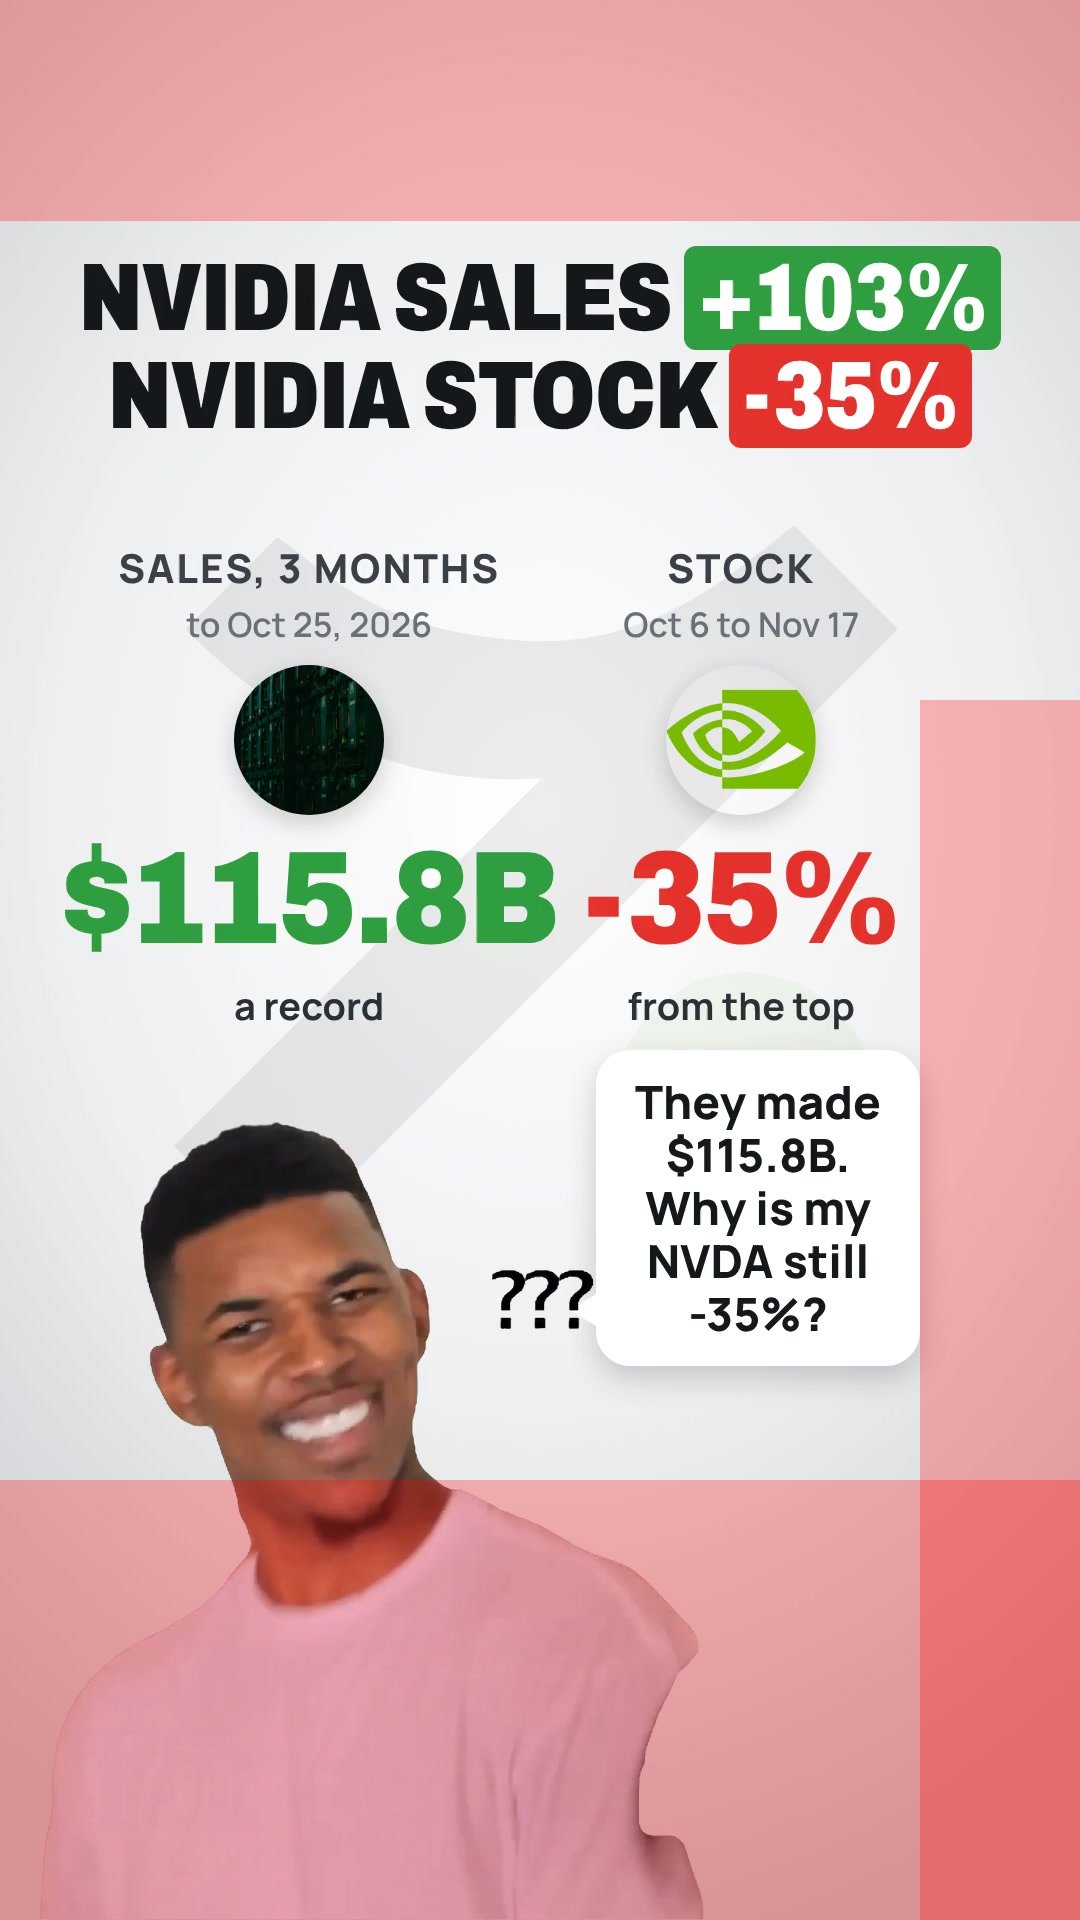 NVIDIA SALES +103%
NVIDIA STOCK -35%
SALES, 3 MONTHS
to Oct 25, 2026
STOCK
Oct 6 to Nov 17
$115.8B
-35%
a record
from the top
They made
$115.8B.
Why is my
NVDA still
-35%?
???